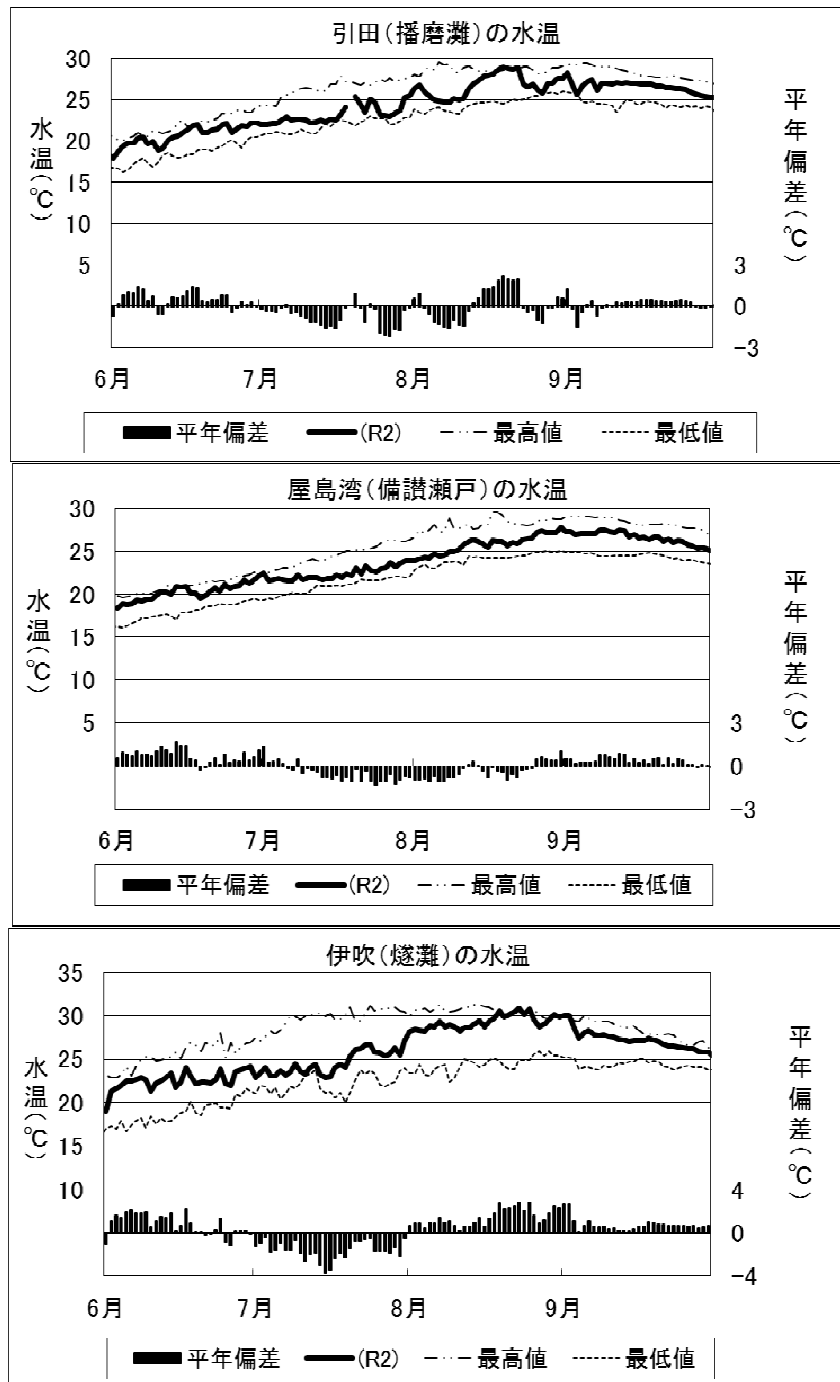 引田(播磨灘)の水温
30
25
20
15
10
5
水温(℃)
平年偏差(℃)
3
0
−3
6月 7月 8月 9月
平年偏差 (R2) 最高値 最低値
屋島湾(備讃瀬戸)の水温
30
25
20
15
10
5
水温(℃)
平年偏差(℃)
3
0
−3
6月 7月 8月 9月
平年偏差 (R2) 最高値 最低値
伊吹(燧灘)の水温
35
30
25
20
15
10
水温(℃)
平年偏差(℃)
4
0
−4
6月 7月 8月 9月
平年偏差 (R2) 最高値 最低値